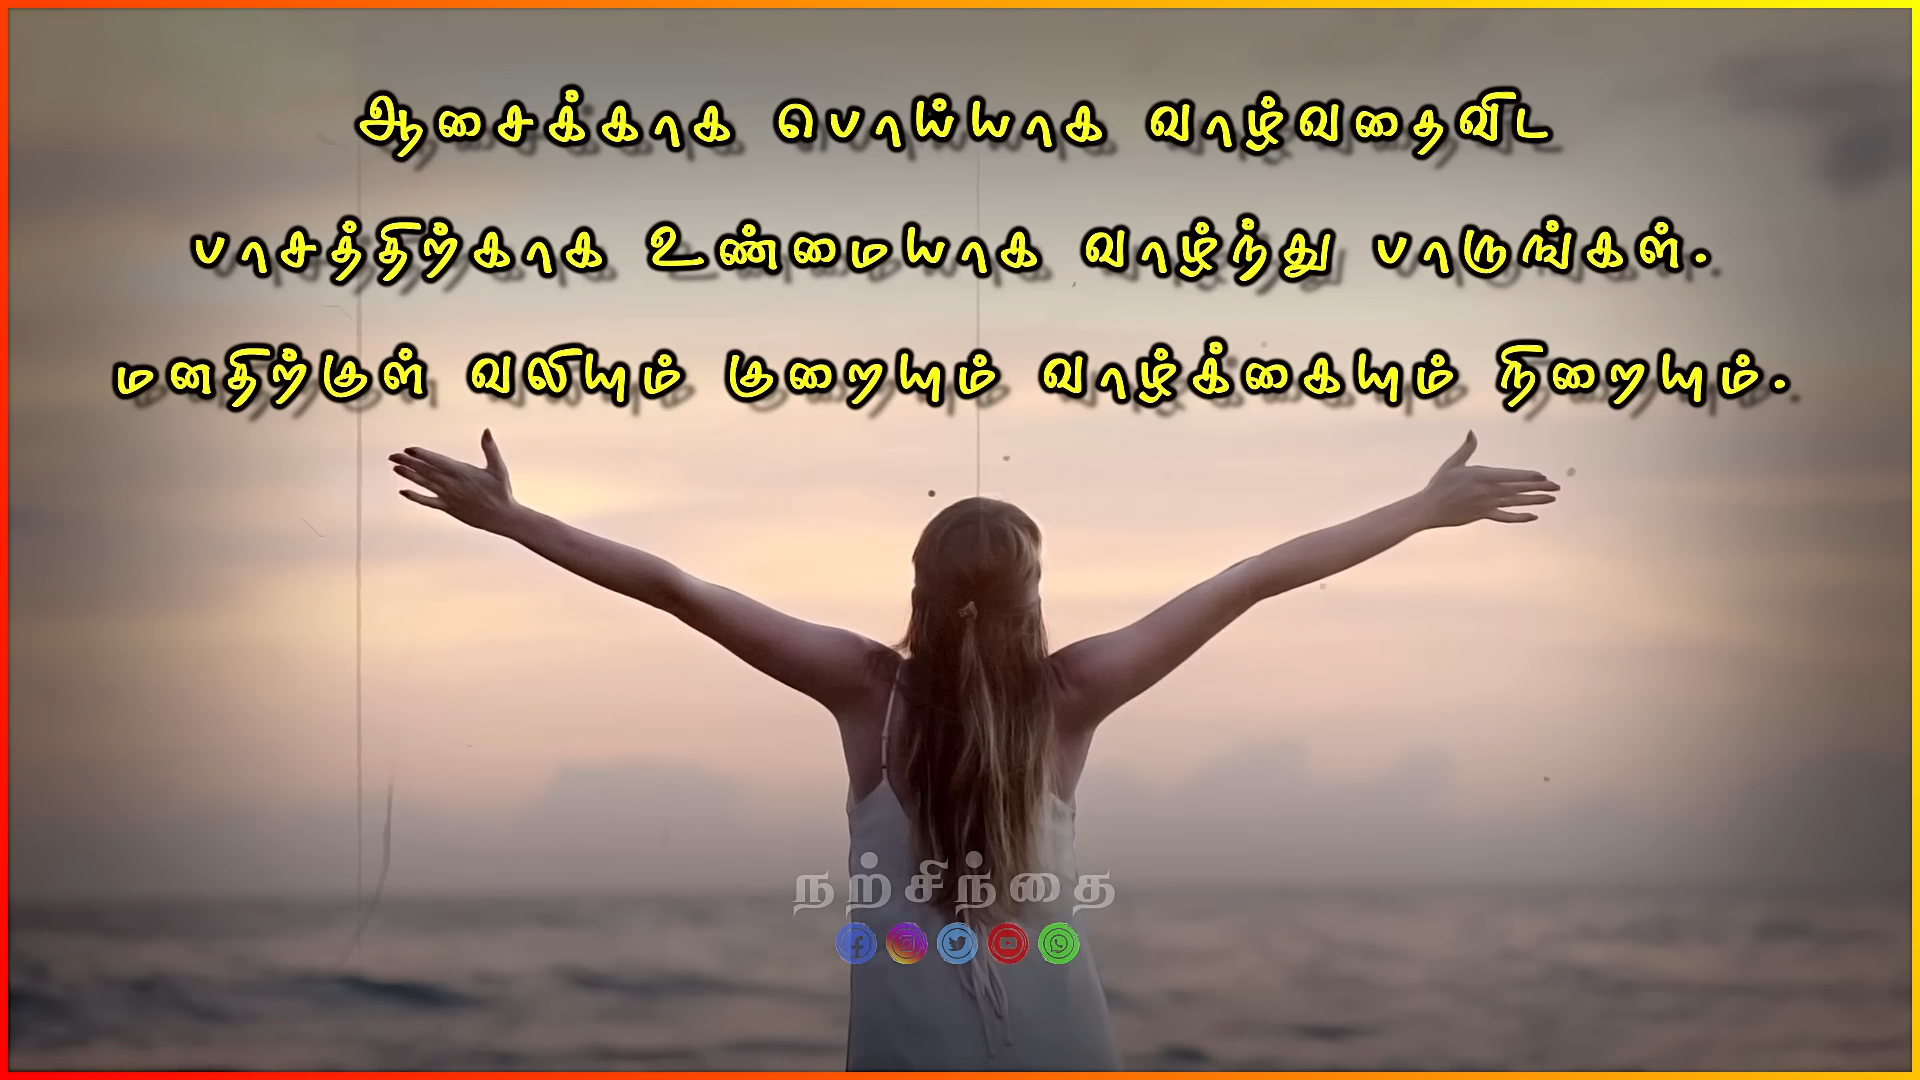 ஆசைக்காக பொய்யாக வாழ்வதைவிட
பாசத்திற்காக உண்மையாக வாழ்ந்து பாருங்கள்.
மனதிற்குள் வலியும் குறையும் வாழ்க்கையும் நிறையும்.
நற்சிந்தை